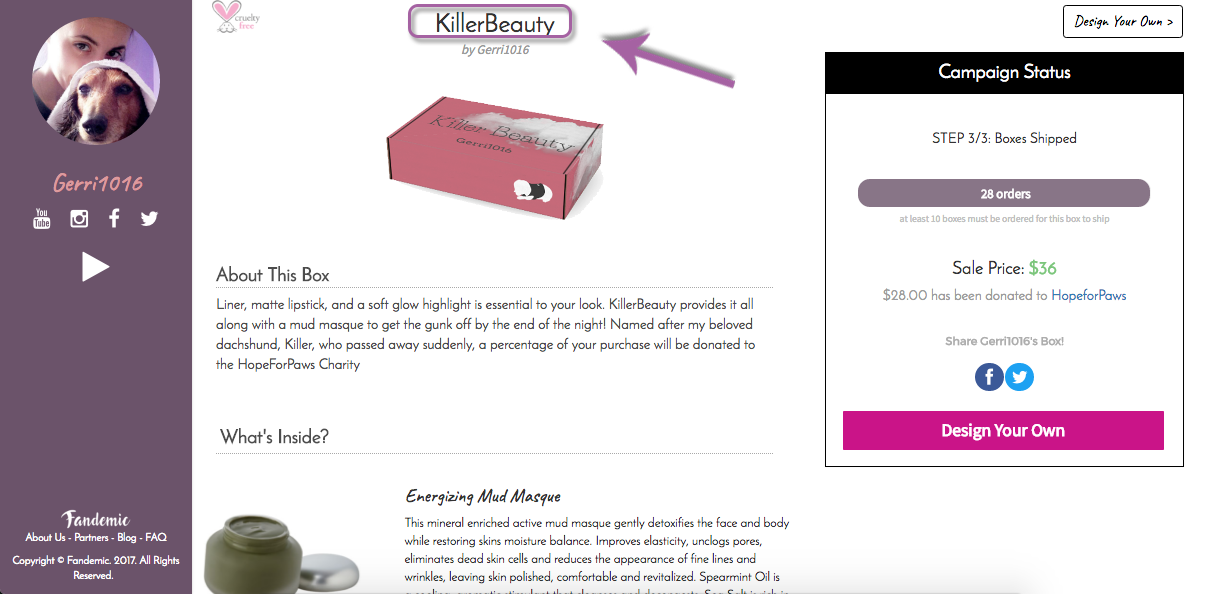 Gerri1016
You
Tube
Fandemic
About Us - Partners - Blog - FAQ
Copyright © Fandemic. 2017. All Rights
Reserved.
cruelty
free
KillerBeauty
by Gerri1016
Killer Beauty
Gerri1016
About This Box
Liner, matte lipstick, and a soft glow highlight is essential to your look. KillerBeauty provides it all
along with a mud masque to get the gunk off by the end of the night! Named after my beloved
dachshund, Killer, who passed away suddenly, a percentage of your purchase will be donated to
the HopeForPaws Charity
What's Inside?
Energizing Mud Masque
This mineral enriched active mud masque gently detoxifies the face and body
while restoring skins moisture balance. Improves elasticity, unclogs pores,
eliminates dead skin cells and reduces the appearance of fine lines and
wrinkles, leaving skin polished, comfortable and revitalized. Spearmint Oil is
Design Your Own >
Campaign Status
STEP 3/3: Boxes Shipped
28 orders
at least 10 boxes must be ordered for this box to ship
Sale Price: $36
$28.00 has been donated to HopeforPaws
Share Gerri1016's Box!
Design Your Own